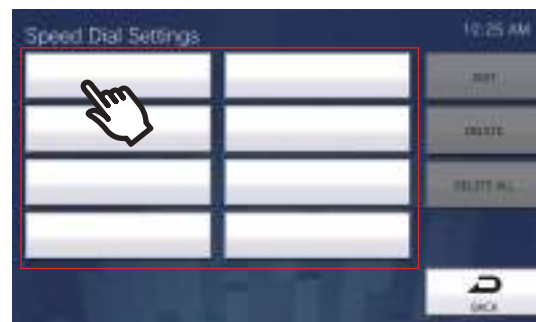 Speed Dial Settings
10:25 AM
EDIT
DELETE
DELETE ALL
BACK